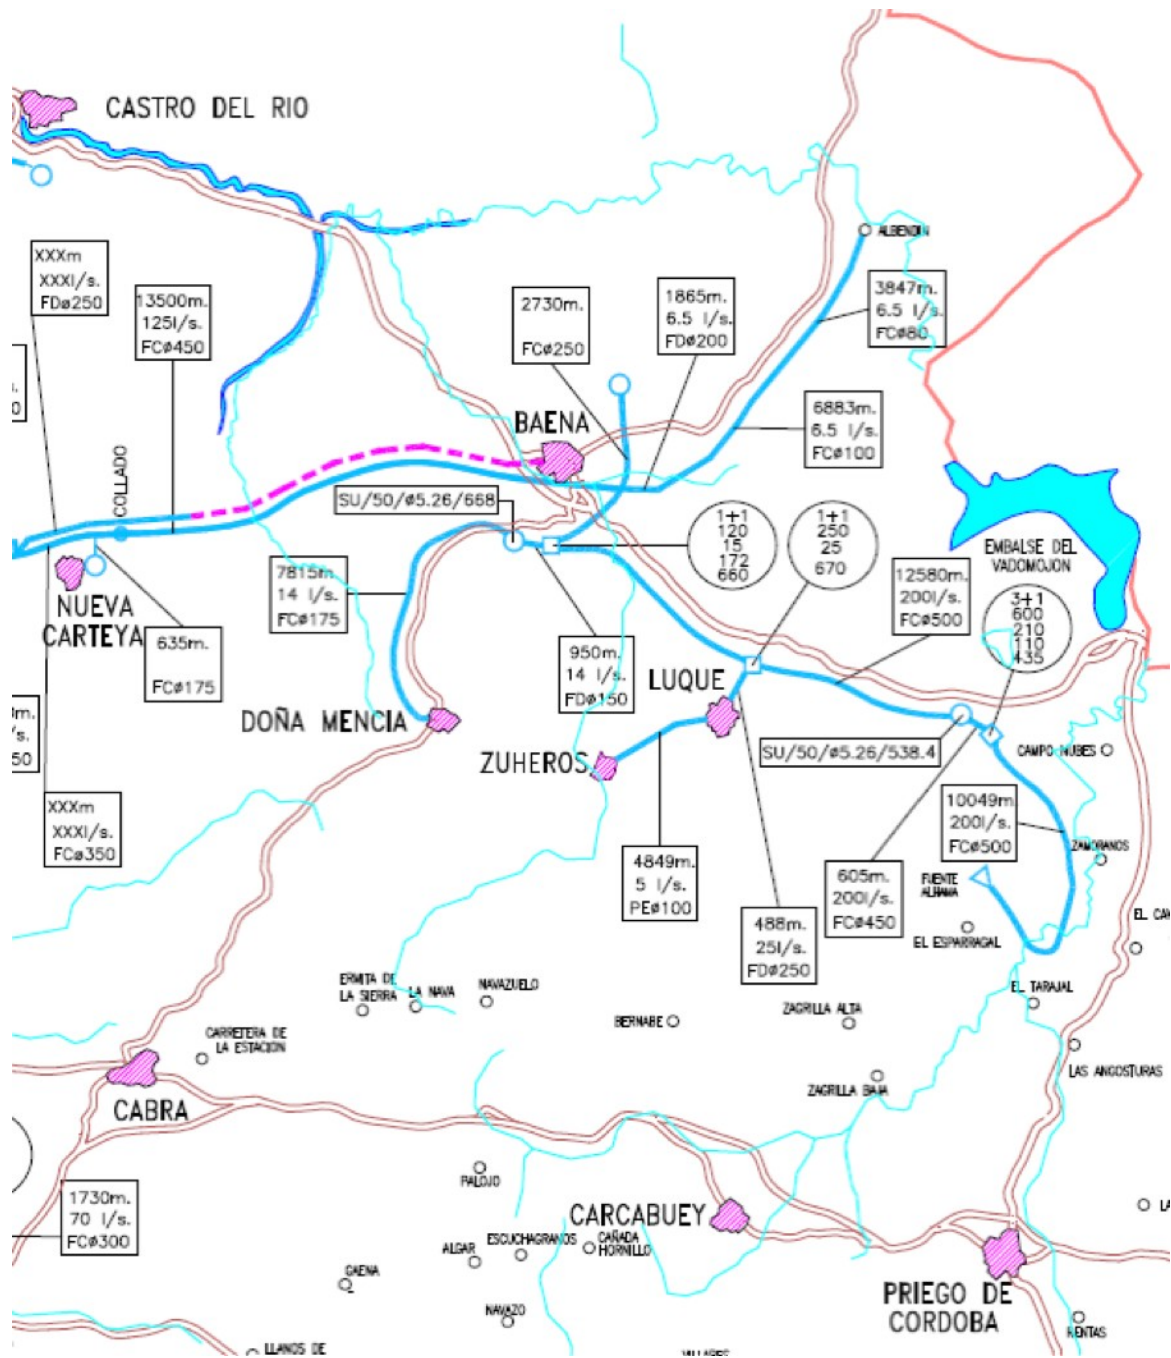 CASTRO DEL RIO
XXXm
XXXl/s.
FDø250
13500m.
125l/s.
FCø450
2730m.
FCø250
1865m.
6.5 l/s.
FDø200
ALBENDIN
3847m.
6.5 l/s.
FCø80
6883m.
6.5 l/s.
FCø100
BAENA
COLLADO
SU/50/ø5.26/668
1+1
120
15
172
660
1+1
250
25
670
EMBALSE DEL
VADOMOJON
3+1
600
210
110
435
12580m.
200l/s.
FCø500
7815m.
14 l/s.
FCø175
NUEVA
CARTEYA
635m.
FCø175
950m.
14 l/s.
FDø150
LUQUE
DOÑA MENCIA
ZUHEROS
SU/50/ø5.26/538.4
CAMPO NUBES
XXXm
XXXl/s.
FCø350
10049m.
200l/s.
FCø500
ZAMORANOS
4849m.
5 l/s.
PEø100
605m.
200l/s.
FCø450
FUENTE
ALHAMA
488m.
25l/s.
FDø250
EL ESPARRAGAL
ERMITA DE
LA SIERRA
LA NAVA
NAVAZUELO
EL TARAJAL
BERNABE
ZAGRILLA ALTA
CARRETERA DE
LA ESTACION
LAS ANGOSTURAS
ZAGRILLA BAJA
CABRA
PALOJO
1730m.
70 l/s.
FCø300
CARCABUEY
ALGAR
ESCUCHAGRANOS
CAÑADA
HORNILLO
GAENA
PRIEGO DE
CORDOBA
NAVAZO
LLANOS DE